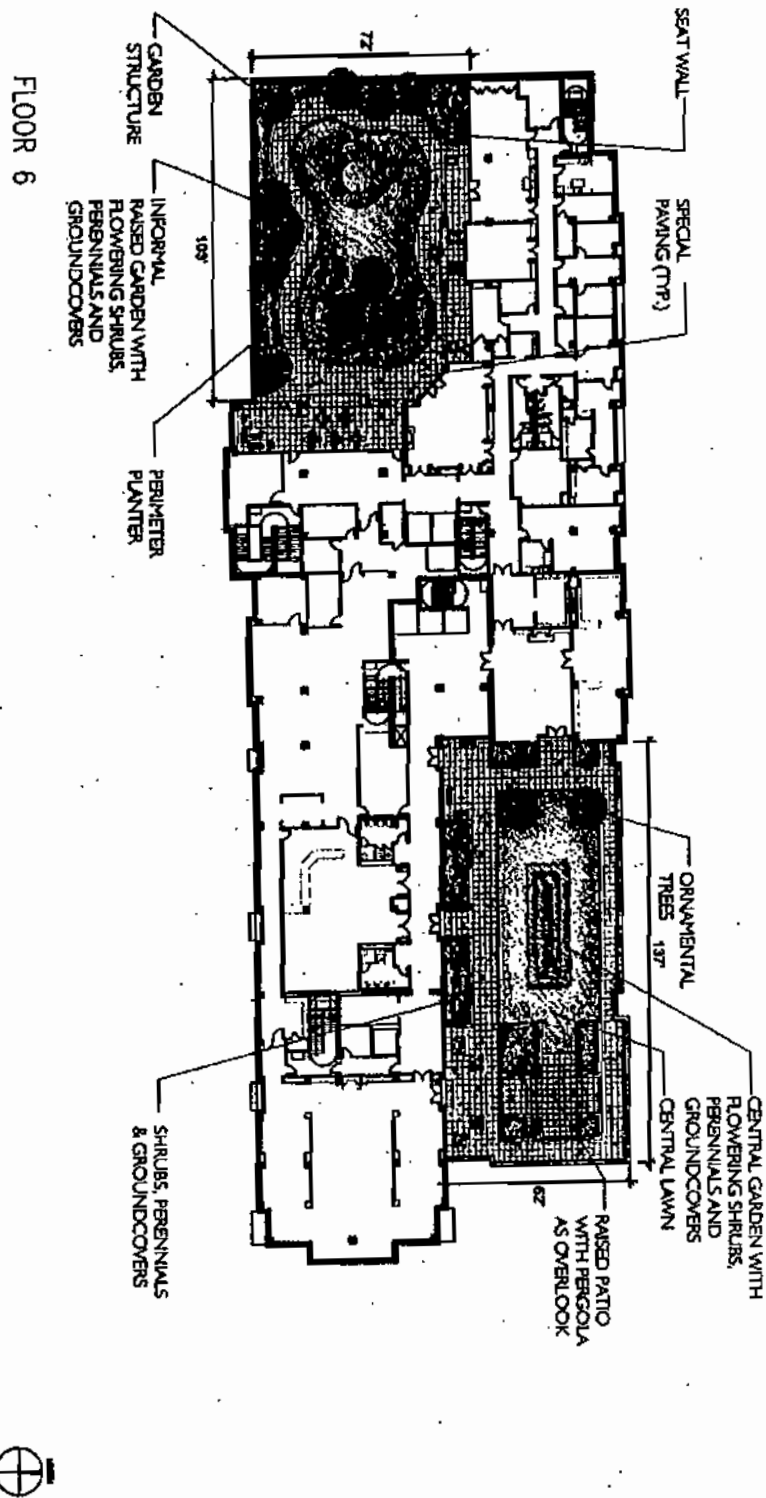 CENTRAL GARDEN WITH
FLOWERING SHRUBS,
PERENNIALS AND
GROUNDCOVERS
SEAT WALL
SPECIAL
PAVING (TYP.)
ORNAMENTAL
TREES
137'
CENTRAL LAWN
RAISED PATIO
WITH PERGOLA
AS OVERLOOK
62'
72'
GARDEN
STRUCTURE
INFORMAL
RAISED GARDEN WITH
FLOWERING SHRUBS,
PERENNIALS AND
GROUNDCOVERS
PERIMETER
PLANTER
SHRUBS, PERENNIALS
& GROUNDCOVERS
FLOOR 6